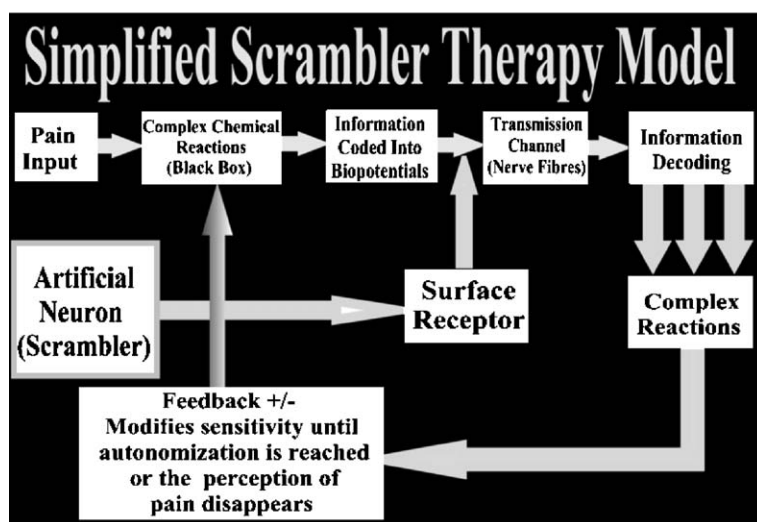 Simplified Scrambler Therapy Model
Pain
Input
Complex Chemical
Reactions
(Black Box)
Information
Coded Into
Biopotentials
Transmission
Channel
(Nerve Fibres)
Information
Decoding
Artificial
Neuron
(Scrambler)
Surface
Receptor
Complex
Reactions
Feedback +/-
Modifies sensitivity until
autonomization is reached
or the perception of
pain disappears